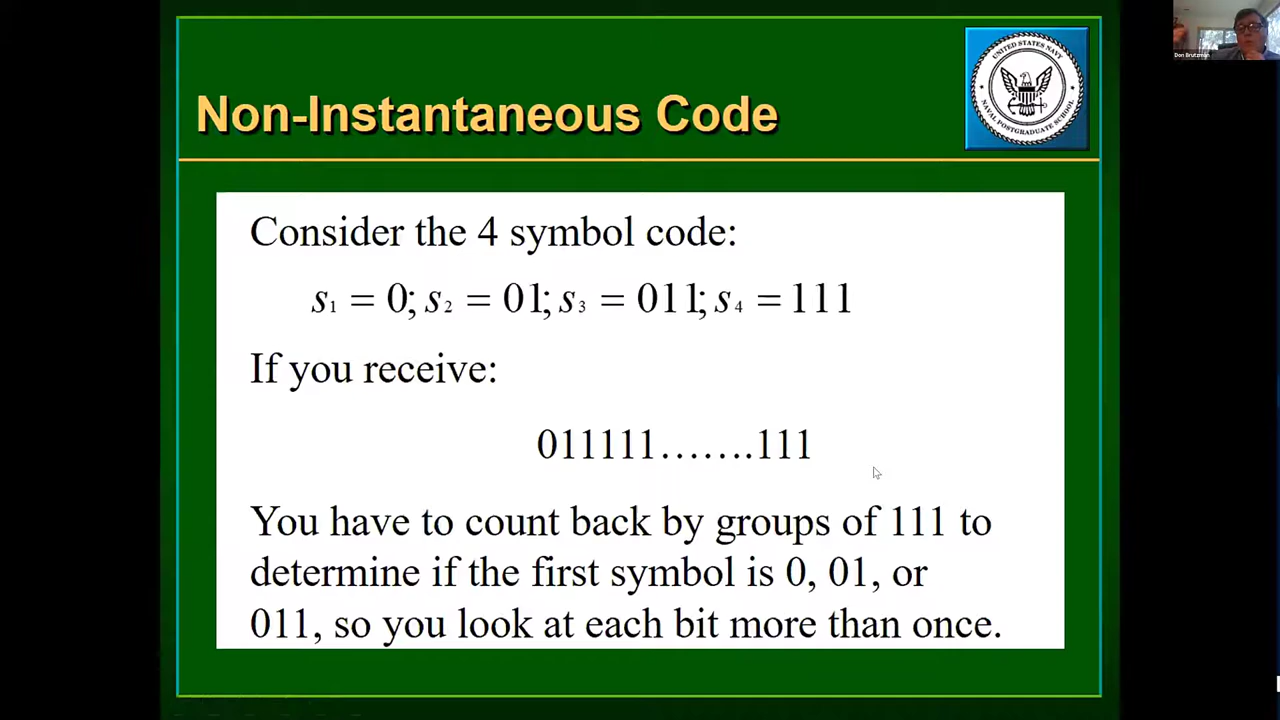 Non-Instantaneous Code
UNITED STATES NAVY
NAVAL POSTGRADUATE SCHOOL
Don Brutzman
Consider the 4 symbol code:
s₁ = 0; s₂ = 01; s₃ = 011; s₄ = 111
If you receive:
011111.......111
You have to count back by groups of 111 to
determine if the first symbol is 0, 01, or
011, so you look at each bit more than once.